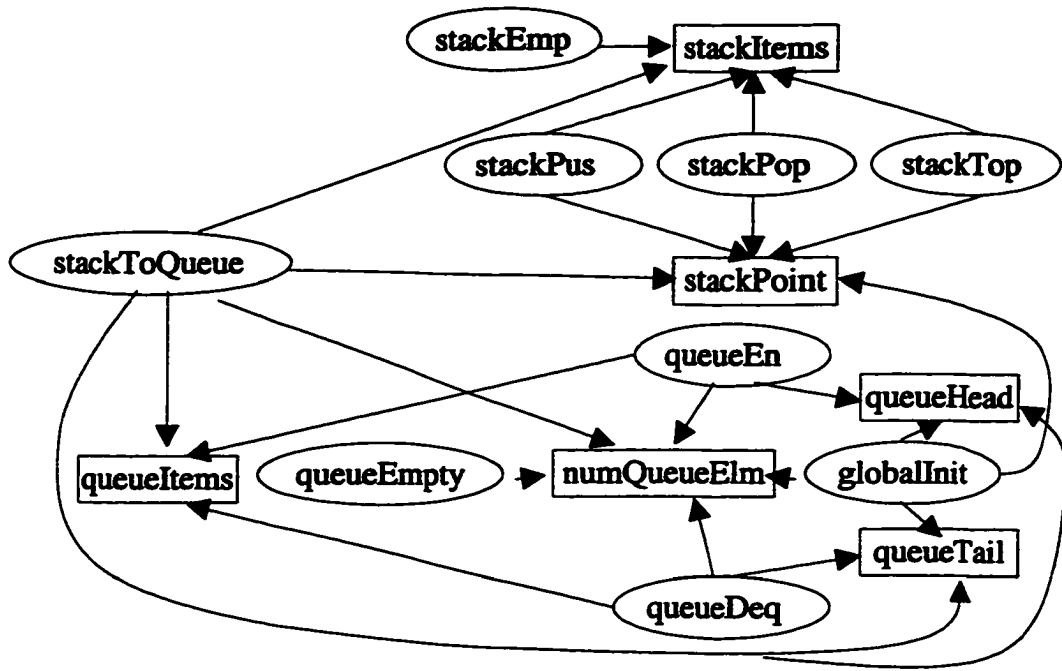 stackEmp
stackItems
stackPus
stackPop
stackTop
stackToQueue
stackPoint
queueEn
queueHead
queueItems
queueEmpty
numQueueElm
globalInit
queueTail
queueDeq